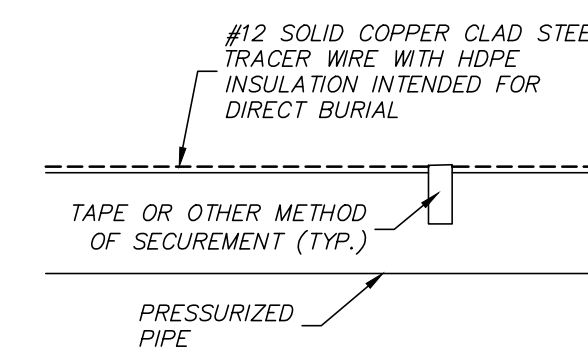 #12 SOLID COPPER CLAD STEE
TRACER WIRE WITH HDPE
INSULATION INTENDED FOR
DIRECT BURIAL
TAPE OR OTHER METHOD
OF SECUREMENT (TYP.)
PRESSURIZED
PIPE